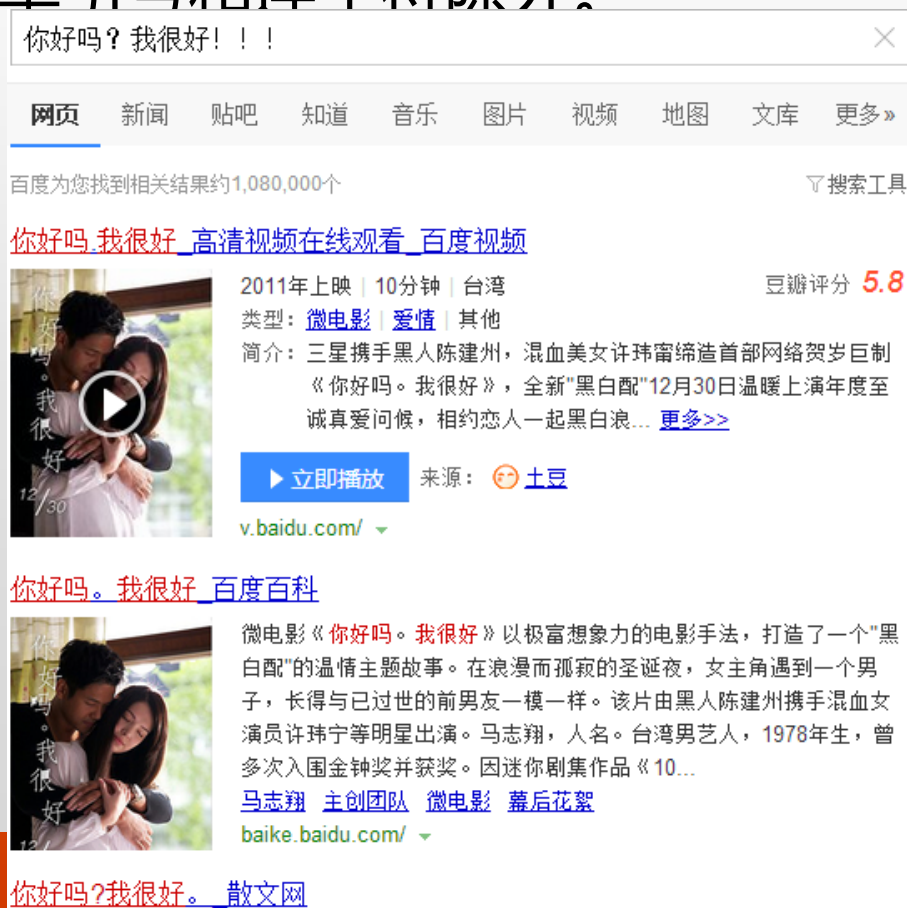 你好吗？我很好！！！
网页 新闻 贴吧 知道 音乐 图片 视频 地图 文库 更多»
百度为您找到相关结果约1,080,000个 搜索工具
你好吗.我很好_高清视频在线观看_百度视频
2011年上映 | 10分钟 | 台湾 豆瓣评分 5.8
类型：微电影 | 爱情 | 其他
简介：三星携手黑人陈建州，混血美女许玮甯缔造首部网络贺岁巨制
《你好吗。我很好》，全新"黑白配"12月30日温暖上演年度至
诚真爱问候，相约恋人一起黑白浪... 更多>>
立即播放 来源： 土豆
v.baidu.com/
你好吗。我很好
12/30
你好吗。我很好_百度百科
微电影《你好吗。我很好》以极富想象力的电影手法，打造了一个"黑
白配"的温情主题故事。在浪漫而孤寂的圣诞夜，女主角遇到一个男
子，长得与已过世的前男友一模一样。该片由黑人陈建州携手混血女
演员许玮宁等明星出演。马志翔，人名。台湾男艺人，1978年生，曾
多次入围金钟奖并获奖。因迷你剧集作品《10...
马志翔 主创团队 微电影 幕后花絮
baike.baidu.com/
你好吗。我很好
你好吗?我很好。_散文网